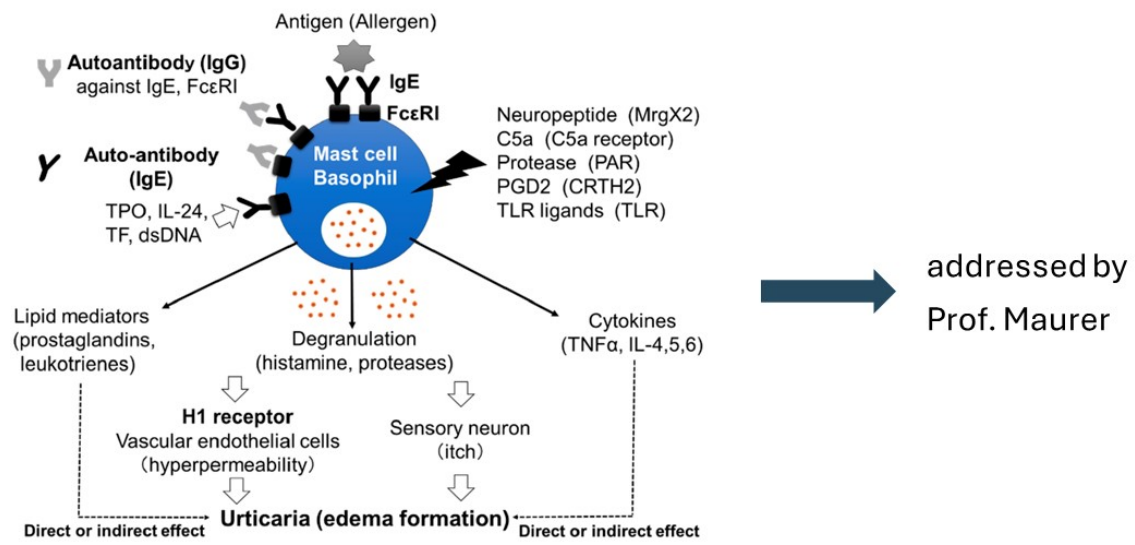 Antigen (Allergen)
Autoantibody (IgG)
against IgE, FcεRI
IgE
FcεRI
Neuropeptide (MrgX2)
C5a (C5a receptor)
Protease (PAR)
PGD2 (CRTH2)
TLR ligands (TLR)
Mast cell
Basophil
Auto-antibody
(IgE)
TPO, IL-24,
TF, dsDNA
addressed by
Prof. Maurer
Lipid mediators
(prostaglandins,
leukotrienes)
Degranulation
(histamine, proteases)
Cytokines
(TNFα, IL-4,5,6)
H1 receptor
Vascular endothelial cells
(hyperpermeability)
Sensory neuron
(itch)
Urticaria (edema formation)
Direct or indirect effect
Direct or indirect effect